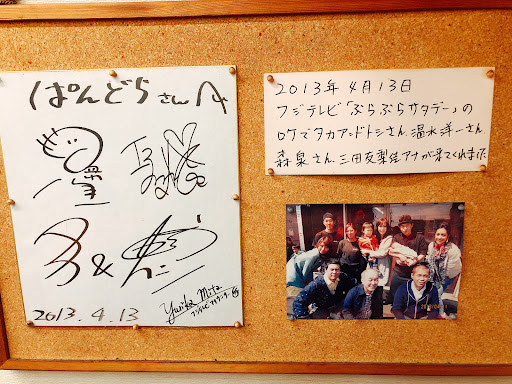 ぱんどらさんへ
&
Yurika Mita
2013.4.13
2013年4月13日
フジテレビ「ぶらぶらサタデー」の
ロケでタカアンドトシさん 温水洋一さん
森泉さん 三田友梨佳アナが来てくれました